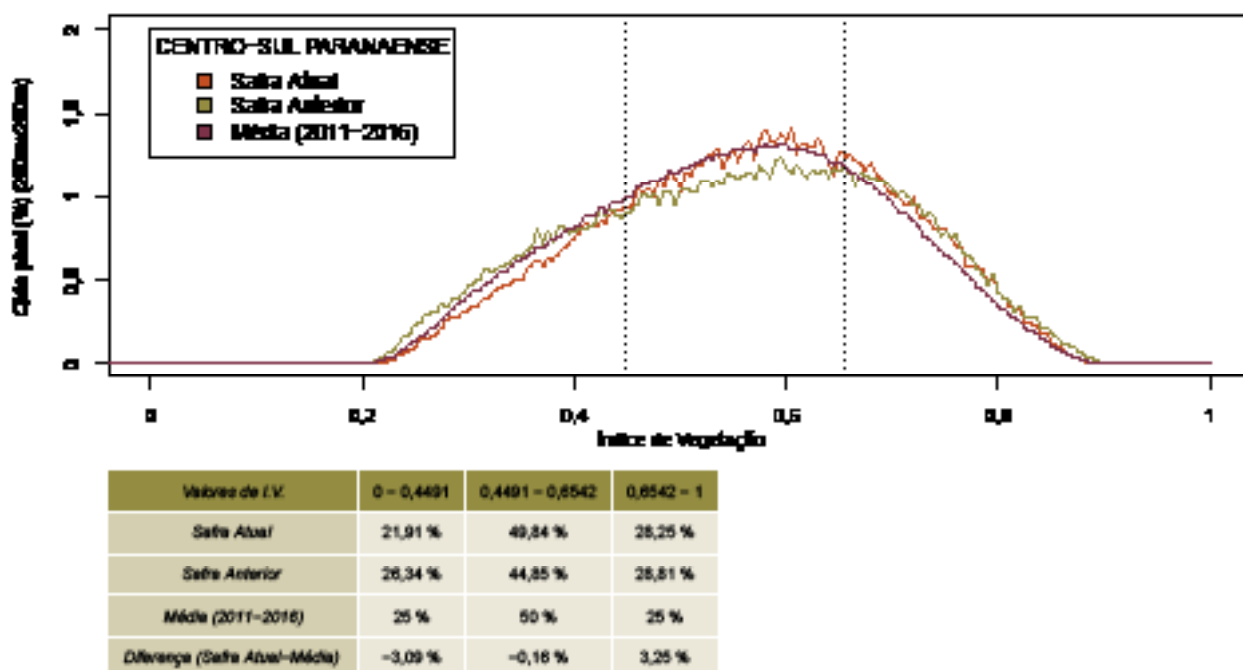 2
1,5
1
0,5
0
CENTRO-SUL PARANAENSE
Safra Atual
Safra Anterior
Média (2011-2016)
0 0,2 0,4 0,6 0,8 1
Índice de Vegetação
Valores de I.V. 0 - 0,4491 0,4491 - 0,6542 0,6542 - 1
Safra Atual 21,91 % 49,84 % 28,25 %
Safra Anterior 26,34 % 44,85 % 28,81 %
Média (2011-2016) 25 % 50 % 25 %
Diferença (Safra Atual-Média) -3,09 % -0,16 % 3,25 %